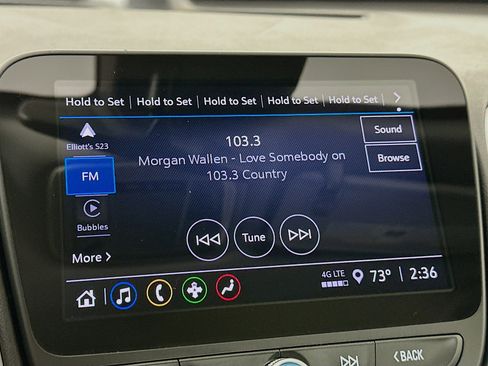 Hold to Set | Hold to Set | Hold to Set | Hold to Set | Hold to Set
Elliott's S23
103.3
Sound
Morgan Wallen - Love Somebody on
103.3 Country
Browse
FM
Bubbles
Tune
More >
4G LTE
73°
2:36
<BACK